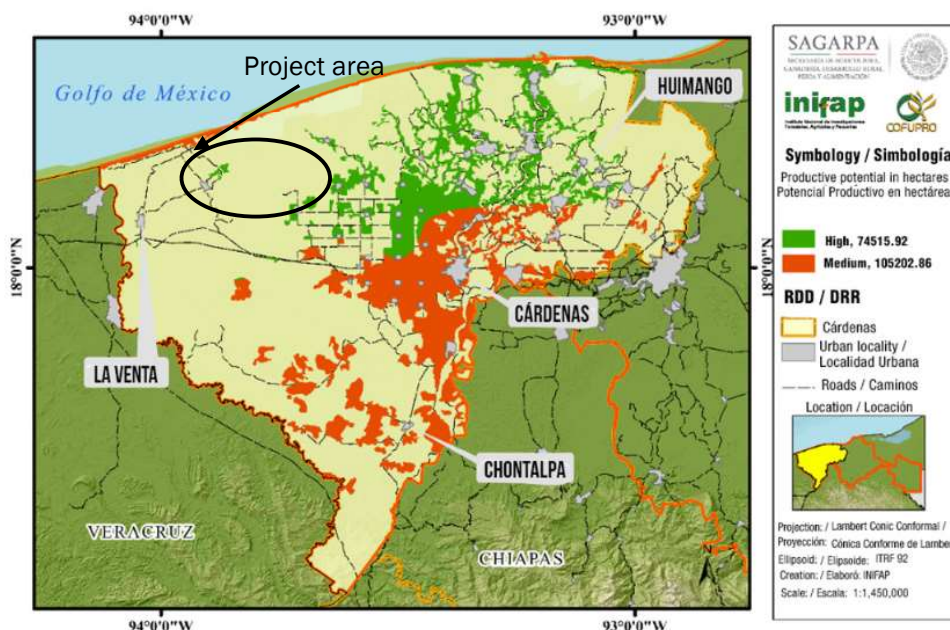 94°0'0"W
93°0'0"W
Project area
Golfo de México
HUIMANGO
18°0'0"N
18°0'0"N
CÁRDENAS
LA VENTA
CHONTALPA
VERACRUZ
CHIAPAS
N
94°0'0"W
93°0'0"W
SAGARPA
inifap
COFUPRO
Symbology / Simbología
Productive potential in hectares
Potencial Productivo en hectárea
High, 74515.92
Medium, 105202.86
RDD / DRR
Cárdenas
Urban locality /
Localidad Urbana
Roads / Caminos
Location / Locación
Projection: / Lambert Conic Conformal /
Proyección: Cónica Conforme de Lamber
Ellipsoid: / Elipsoide: ITRF 92
Creation: / Elaboró: INIFAP
Scale: / Escala: 1:1,450,000